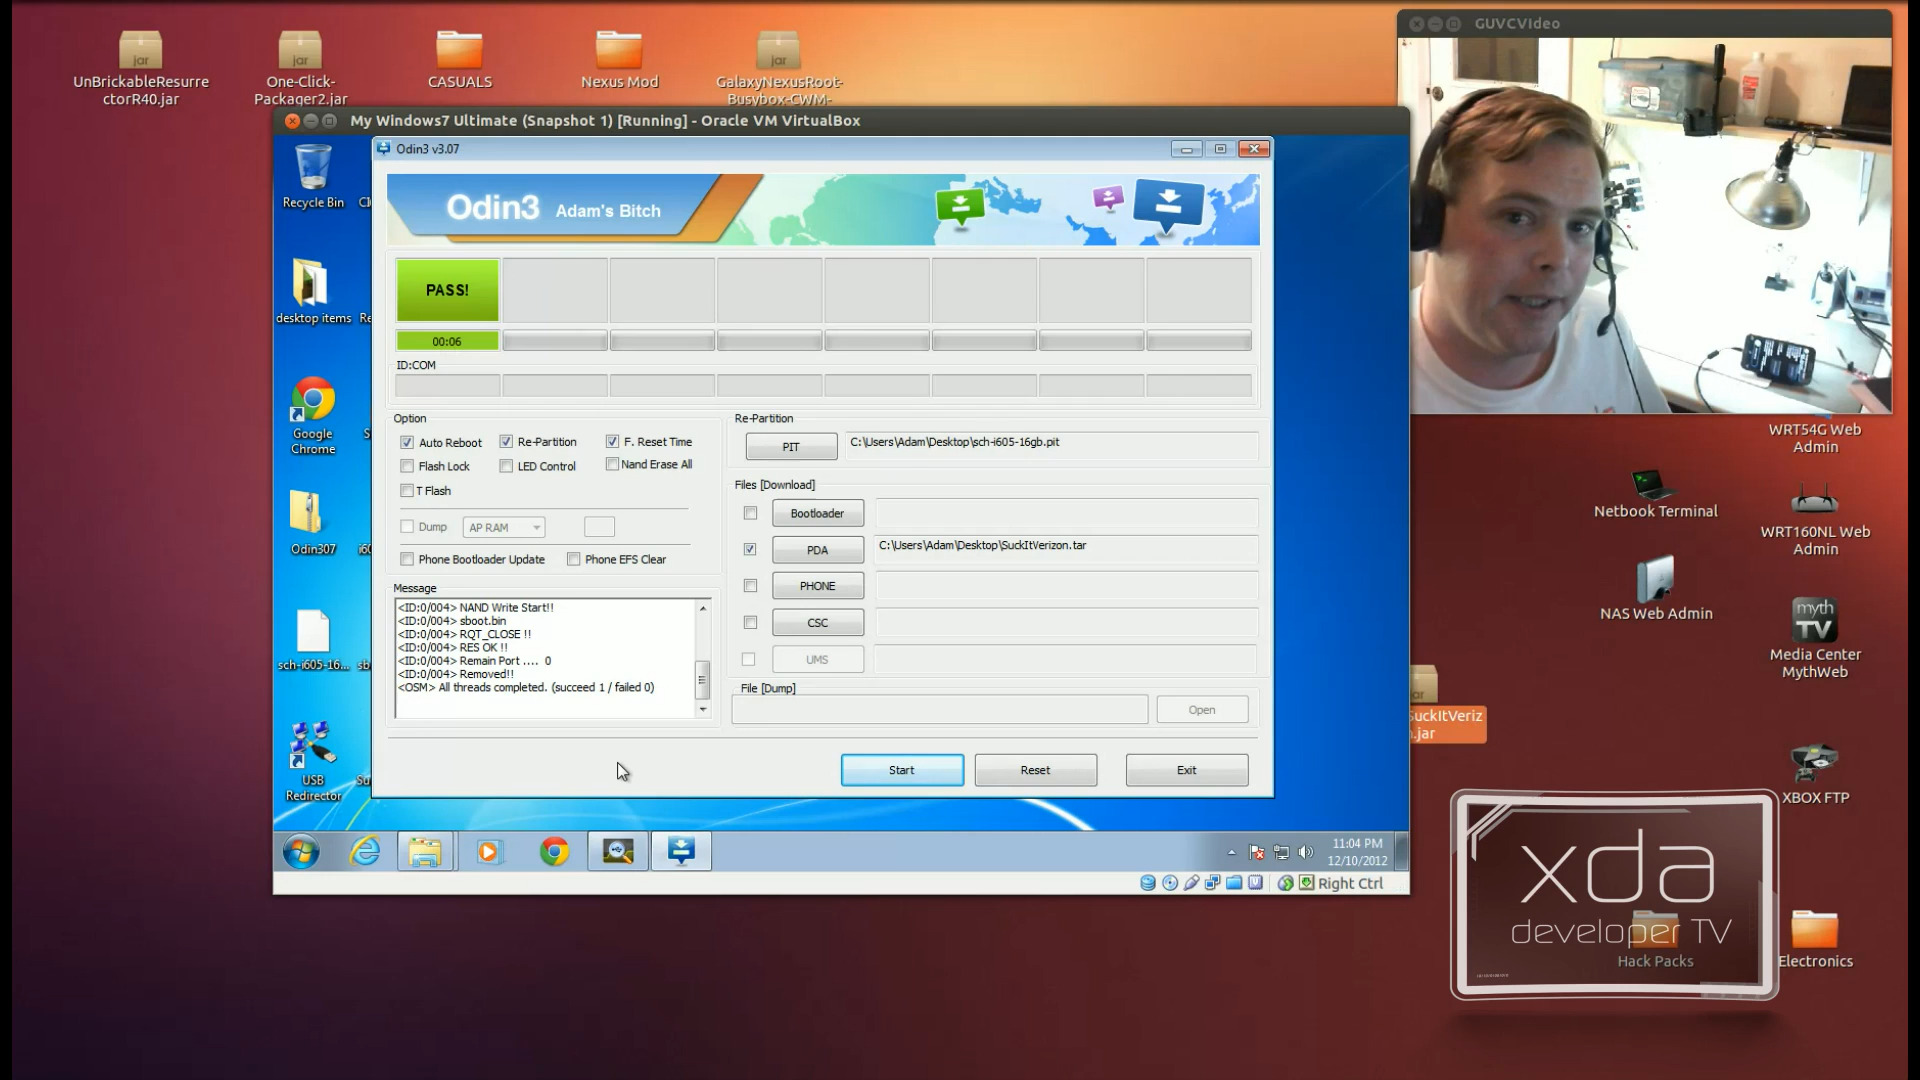 GUVCVIdeo
UnBrickableResurre
ctorR40.jar
One-Click-
Packager2.jar
CASUALS
Nexus Mod
GalaxyNexusRoot-
Busybox-CWM-
jar
jar
jar
My Windows7 Ultimate (Snapshot 1) [Running] - Oracle VM VirtualBox
Odin3 v3.07
Odin3 Adam's Bitch
PASS!
00:06
ID:COM
Option
Auto Reboot
Re-Partition
F. Reset Time
Flash Lock
LED Control
Nand Erase All
T Flash
Dump
AP RAM
Phone Bootloader Update
Phone EFS Clear
Message
<ID:0/004> NAND Write Start!!
<ID:0/004> sboot.bin
<ID:0/004> RQT_CLOSE !!
<ID:0/004> RES OK !!
<ID:0/004> Remain Port .... 0
<ID:0/004> Removed!!
<OSM> All threads completed. (succeed 1 / failed 0)
Re-Partition
PIT
C:\Users\Adam\Desktop\sch-i605-16gb.pit
Files [Download]
Bootloader
PDA
C:\Users\Adam\Desktop\SuckItVerizon.tar
PHONE
CSC
UMS
File [Dump]
Open
Start
Reset
Exit
Recycle Bin
desktop items
Google
Chrome
Odin307
sch-i605-16...
USB
Redirector
11:04 PM
12/10/2012
Right Ctrl
WRT54G Web
Admin
Netbook Terminal
WRT160NL Web
Admin
NAS Web Admin
myth
TV
Media Center
MythWeb
SuckItVeriz
n.jar
XBOX FTP
xda
developer TV
Hack Packs
Electronics